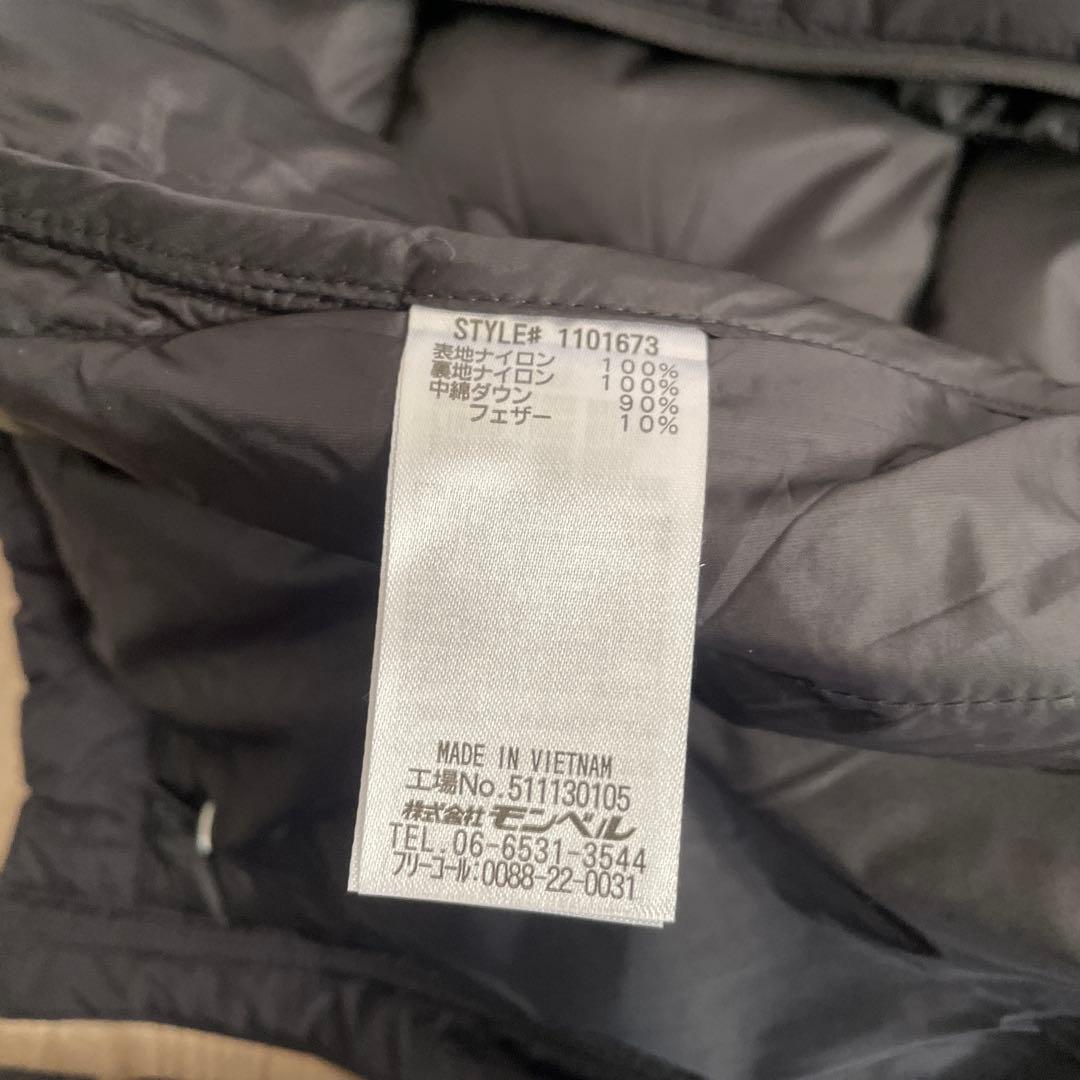 STYLE# 1101673
表地ナイロン 100%
裏地ナイロン 100%
中綿ダウン 90%
フェザー 10%
MADE IN VIETNAM
工場No.511130105
株式会社 モンベル
TEL.06-6531-3544
フリーコール:0088-22-0031